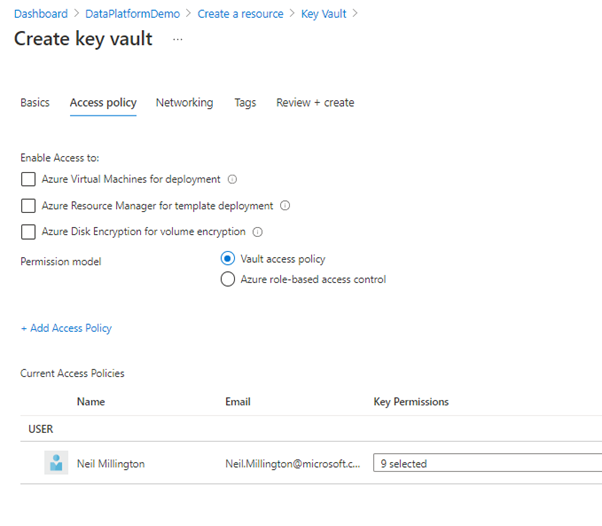 Dashboard > DataPlatformDemo > Create a resource > Key Vault >
Create key vault ...
Basics Access policy Networking Tags Review + create
Enable Access to:
Azure Virtual Machines for deployment
Azure Resource Manager for template deployment
Azure Disk Encryption for volume encryption
Permission model
Vault access policy
Azure role-based access control
+ Add Access Policy
Current Access Policies
Name Email Key Permissions
USER
Neil Millington Neil.Millington@microsoft.c... 9 selected